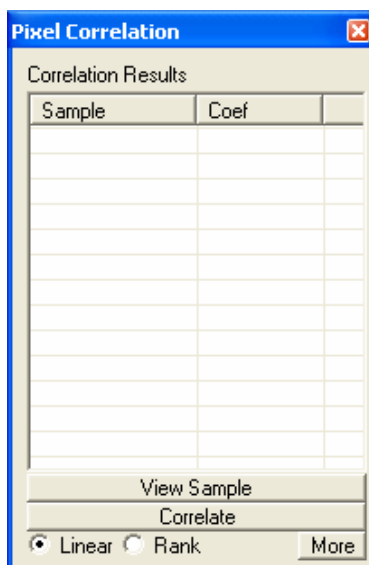 Pixel Correlation
Correlation Results
Sample Coef
View Sample
Correlate
Linear Rank More